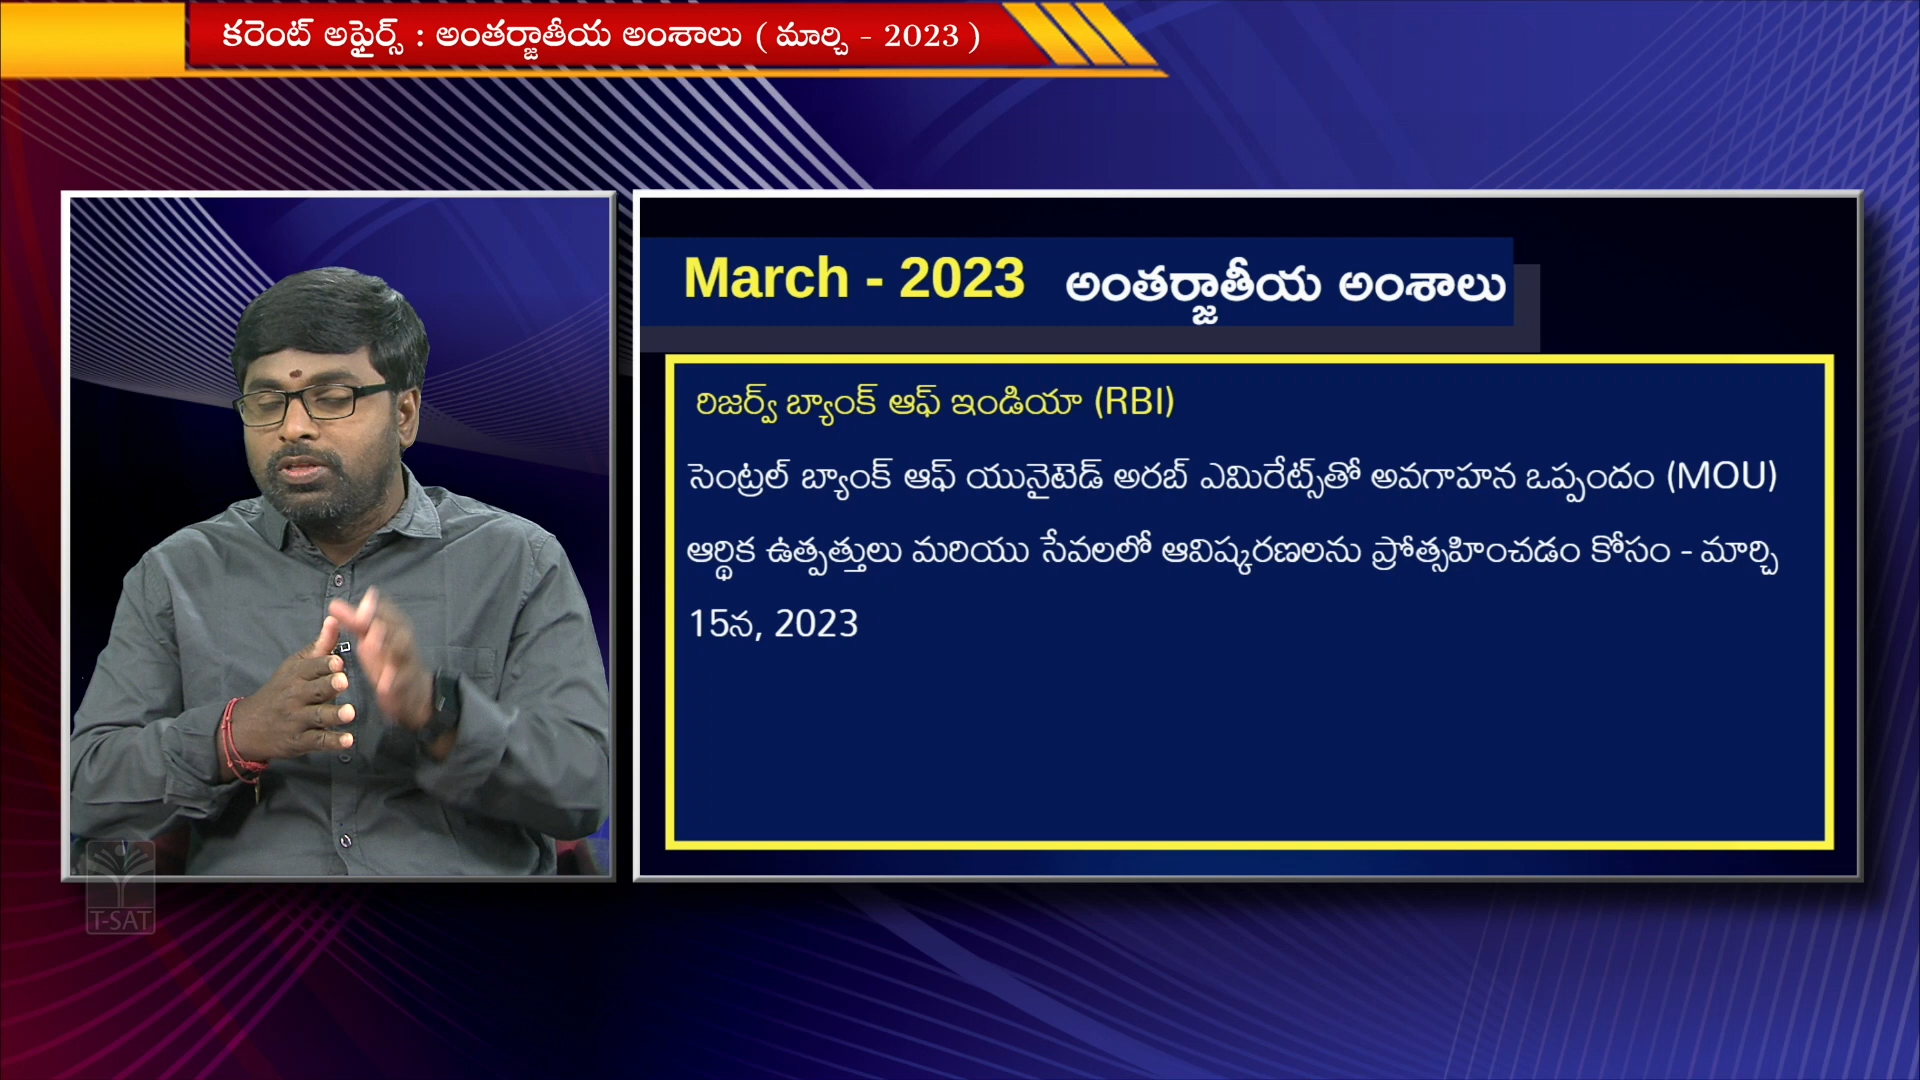 కరెంట్ అఫైర్స్ : అంతర్జాతీయ అంశాలు ( మార్చి - 2023 )
March - 2023 అంతర్జాతీయ అంశాలు
రిజర్వ్ బ్యాంక్ ఆఫ్ ఇండియా (RBI)
సెంట్రల్ బ్యాంక్ ఆఫ్ యునైటెడ్ అరబ్ ఎమిరేట్స్‌తో అవగాహన ఒప్పందం (MOU)
ఆర్థిక ఉత్పత్తులు మరియు సేవలలో ఆవిష్కరణలను ప్రోత్సహించడం కోసం - మార్చి
15న, 2023
T-SAT